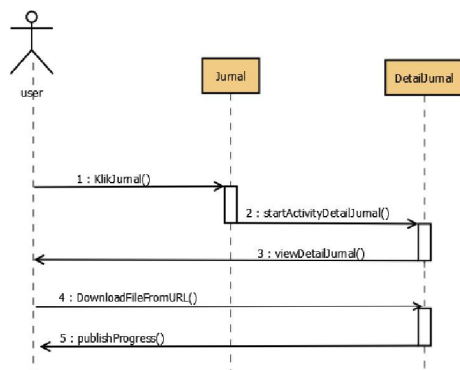 user
Jurnal
DetailJurnal
1 : KlikJurnal()
2 : startActivityDetailJurnal()
3 : viewDetailJurnal()
4 : DownloadFileFromURL()
5 : publishProgress()